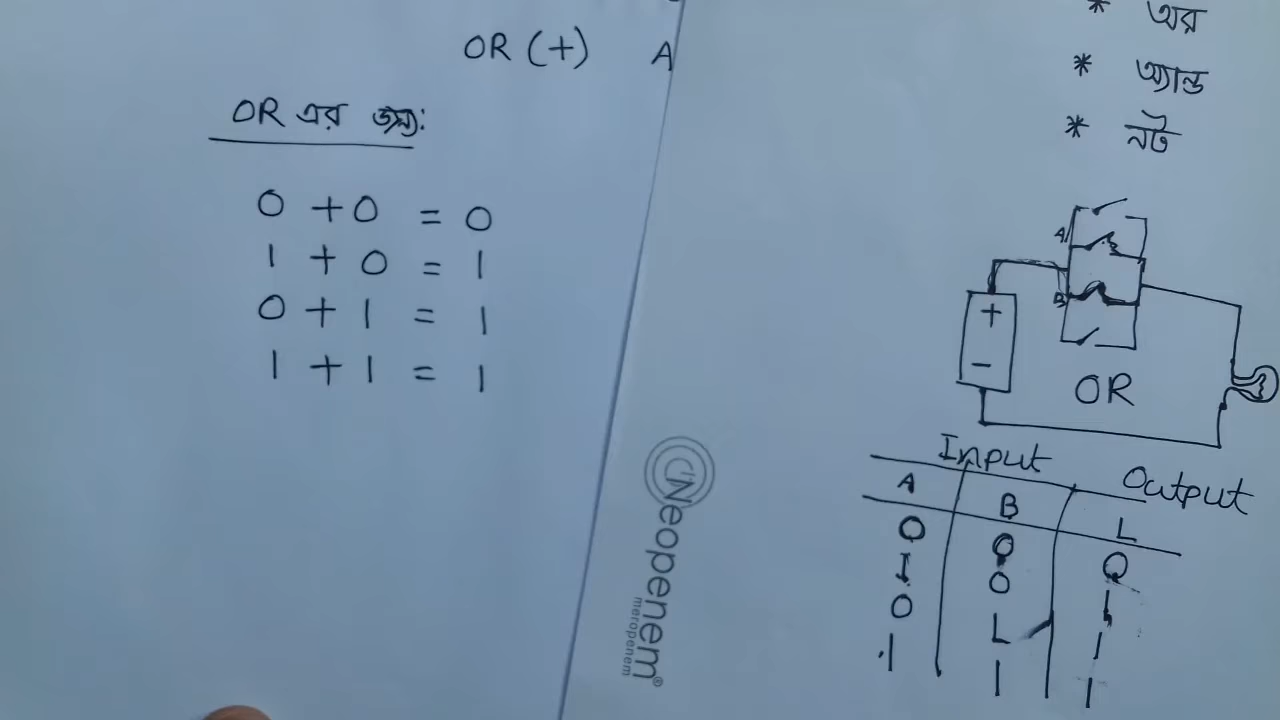 OR (+) A
OR এর জন্য:
0 + 0 = 0
1 + 0 = 1
0 + 1 = 1
1 + 1 = 1
Neopenem®
meropenem
* অর
* অ্যান্ড
* নট
A
B
+
-
OR
Input Output
A B L
0 0 0
1 0 1
0 1 1
1 1 1